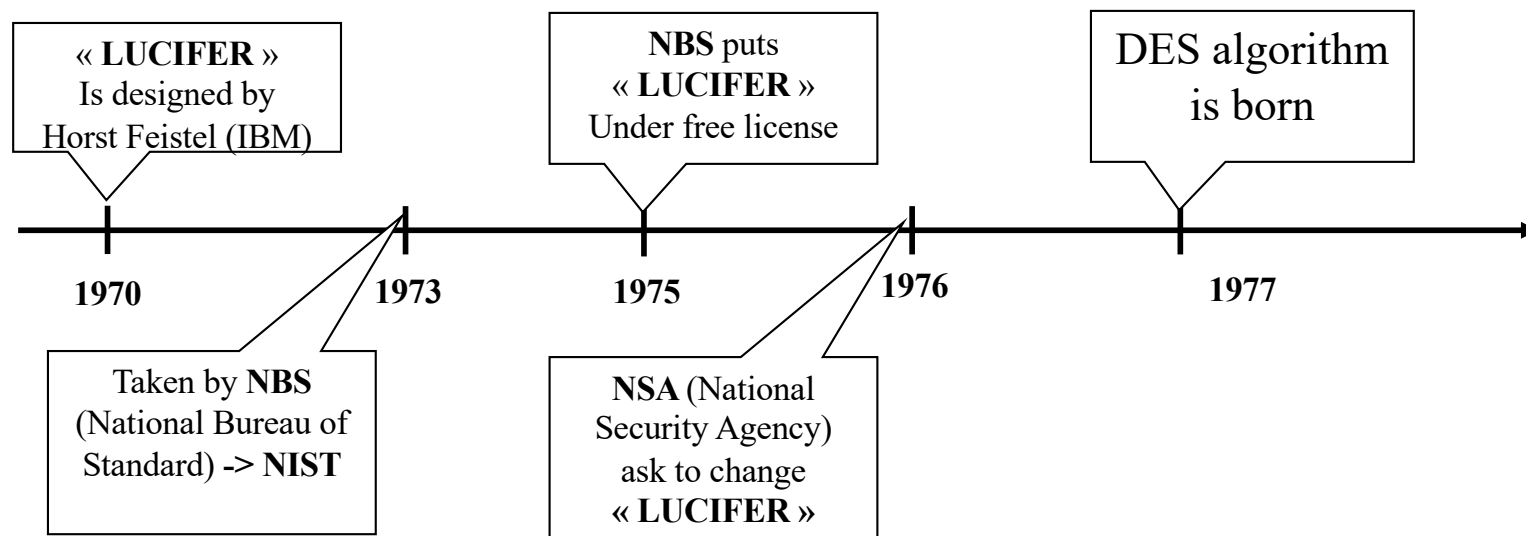 « LUCIFER »
Is designed by
Horst Feistel (IBM)
NBS puts
« LUCIFER »
Under free license
DES algorithm
is born
1970
1973
1975
1976
1977
Taken by NBS
(National Bureau of
Standard) -> NIST
NSA (National
Security Agency)
ask to change
« LUCIFER »